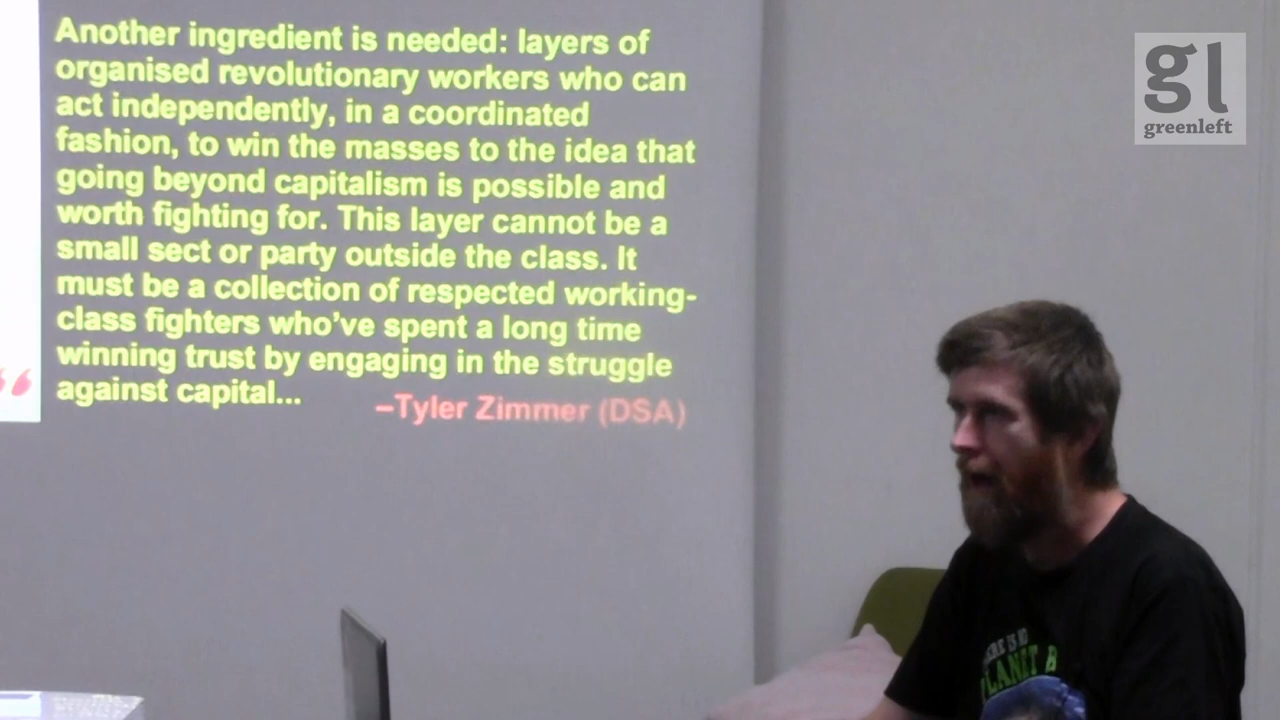 Another ingredient is needed: layers of
organised revolutionary workers who can
act independently, in a coordinated
fashion, to win the masses to the idea that
going beyond capitalism is possible and
worth fighting for. This layer cannot be a
small sect or party outside the class. It
must be a collection of respected working-
class fighters who’ve spent a long time
winning trust by engaging in the struggle
against capital...
–Tyler Zimmer (DSA)
gl
greenleft
PLANET B